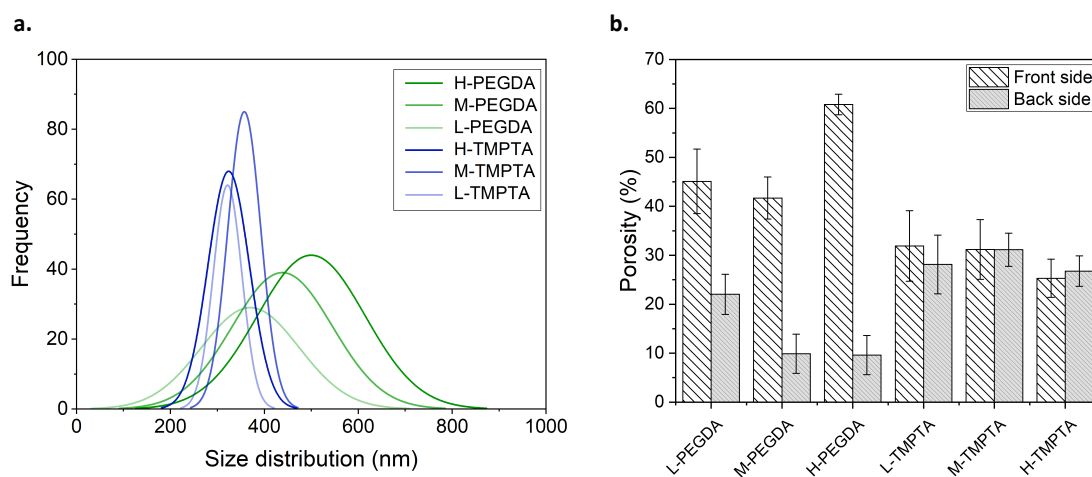 a.
100
80
60
40
20
0
Frequency
0 200 400 600 800 1000
Size distribution (nm)
H-PEGDA
M-PEGDA
L-PEGDA
H-TMPTA
M-TMPTA
L-TMPTA
b.
70
60
50
40
30
20
10
0
Porosity (%)
Front side
Back side
L-PEGDA
M-PEGDA
H-PEGDA
L-TMPTA
M-TMPTA
H-TMPTA